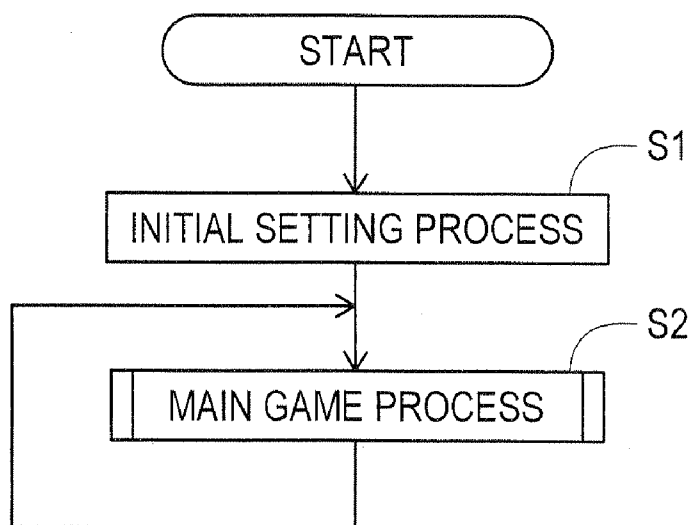 START
S1
INITIAL SETTING PROCESS
S2
MAIN GAME PROCESS